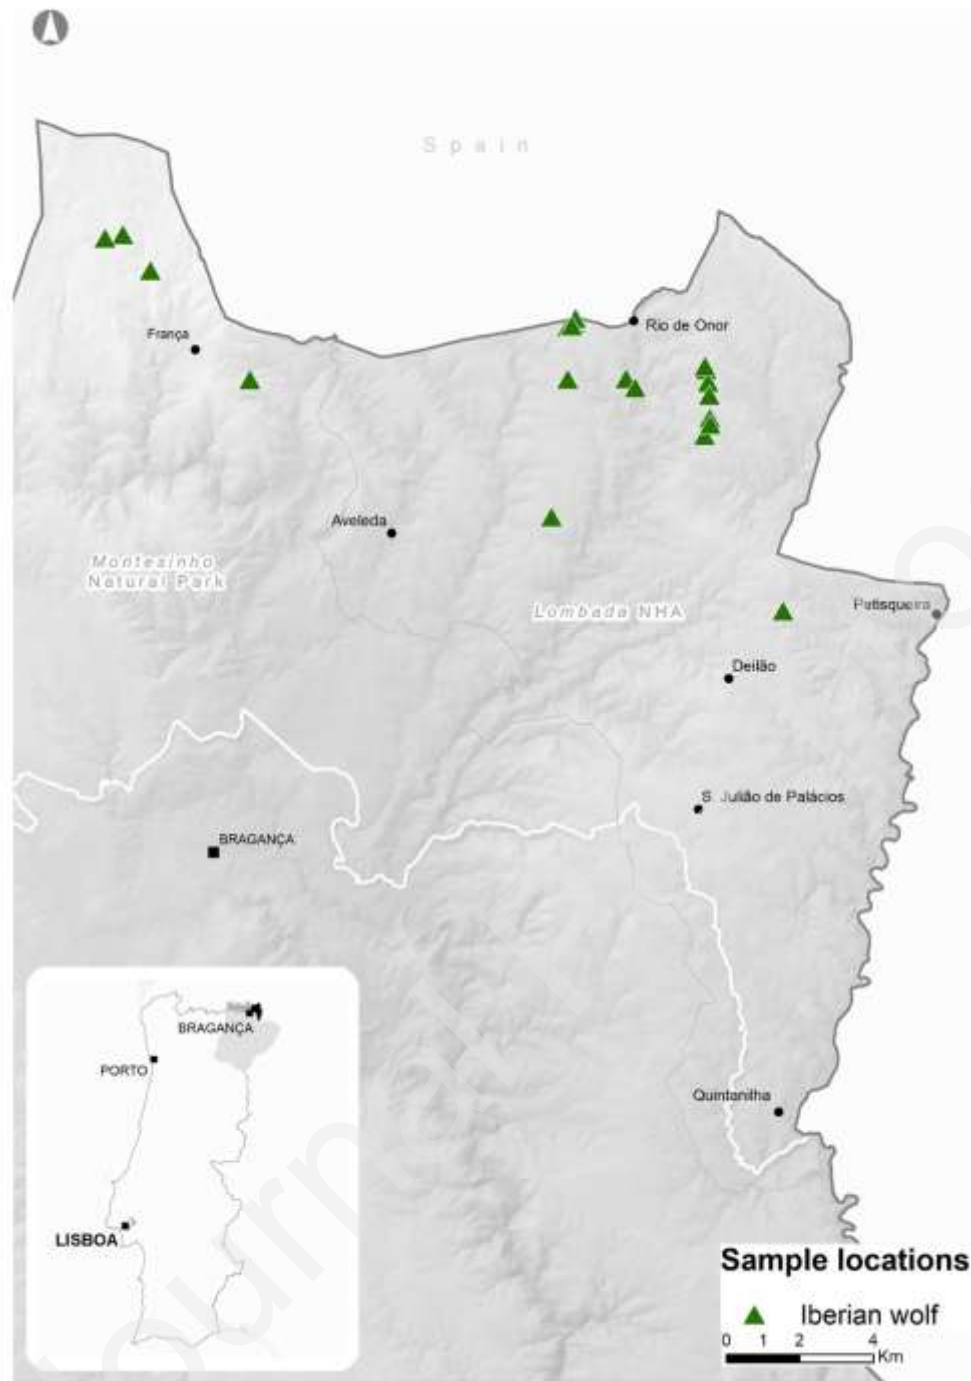 Spain
França
Rio de Onor
Aveleda
Montesinho
Natural Park
Lombada NHA
Petisqueira
Deilão
S. Julião de Palácios
BRAGANÇA
Quintanilha
BRAGANÇA
PORTO
LISBOA
Sample locations
Iberian wolf
0 1 2 4
Km
Journal